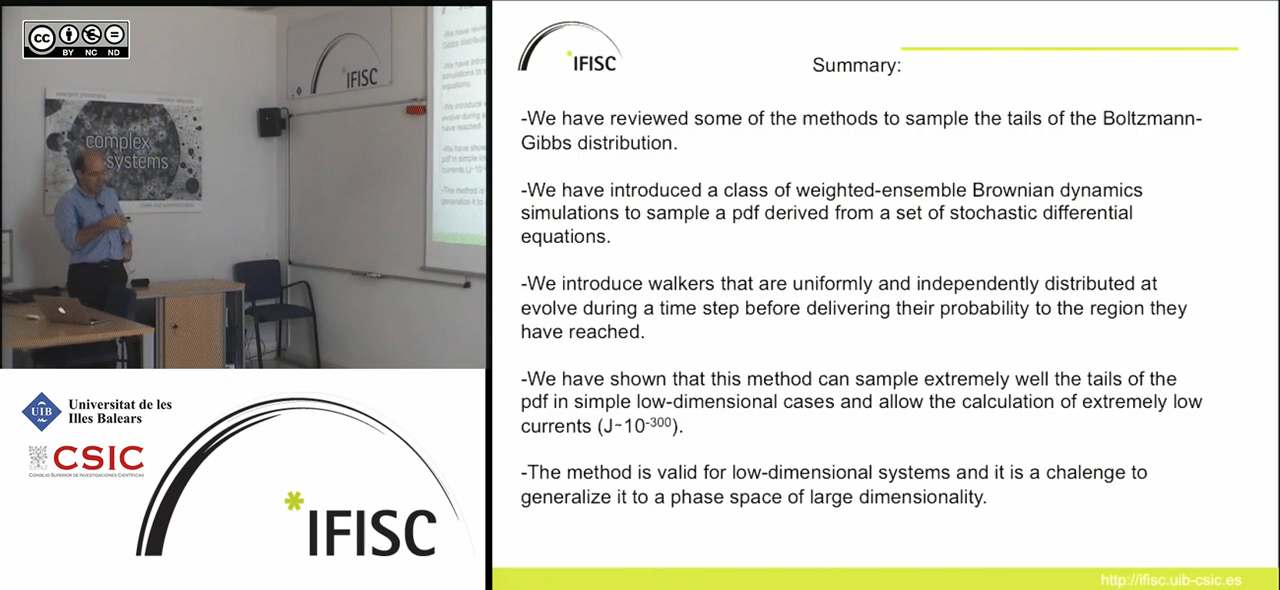 cc
BY NC ND
IFISC
complex
systems
Universitat de les
Illes Balears
UIB
CSIC
CONSEJO SUPERIOR DE INVESTIGACIONES CIENTÍFICAS
*IFISC
*IFISC
Summary:
-We have reviewed some of the methods to sample the tails of the Boltzmann-
Gibbs distribution.
-We have introduced a class of weighted-ensemble Brownian dynamics
simulations to sample a pdf derived from a set of stochastic differential
equations.
-We introduce walkers that are uniformly and independently distributed at
evolve during a time step before delivering their probability to the region they
have reached.
-We have shown that this method can sample extremely well the tails of the
pdf in simple low-dimensional cases and allow the calculation of extremely low
currents (J~10⁻³⁰⁰).
-The method is valid for low-dimensional systems and it is a chalenge to
generalize it to a phase space of large dimensionality.
http://ifisc.uib-csic.es